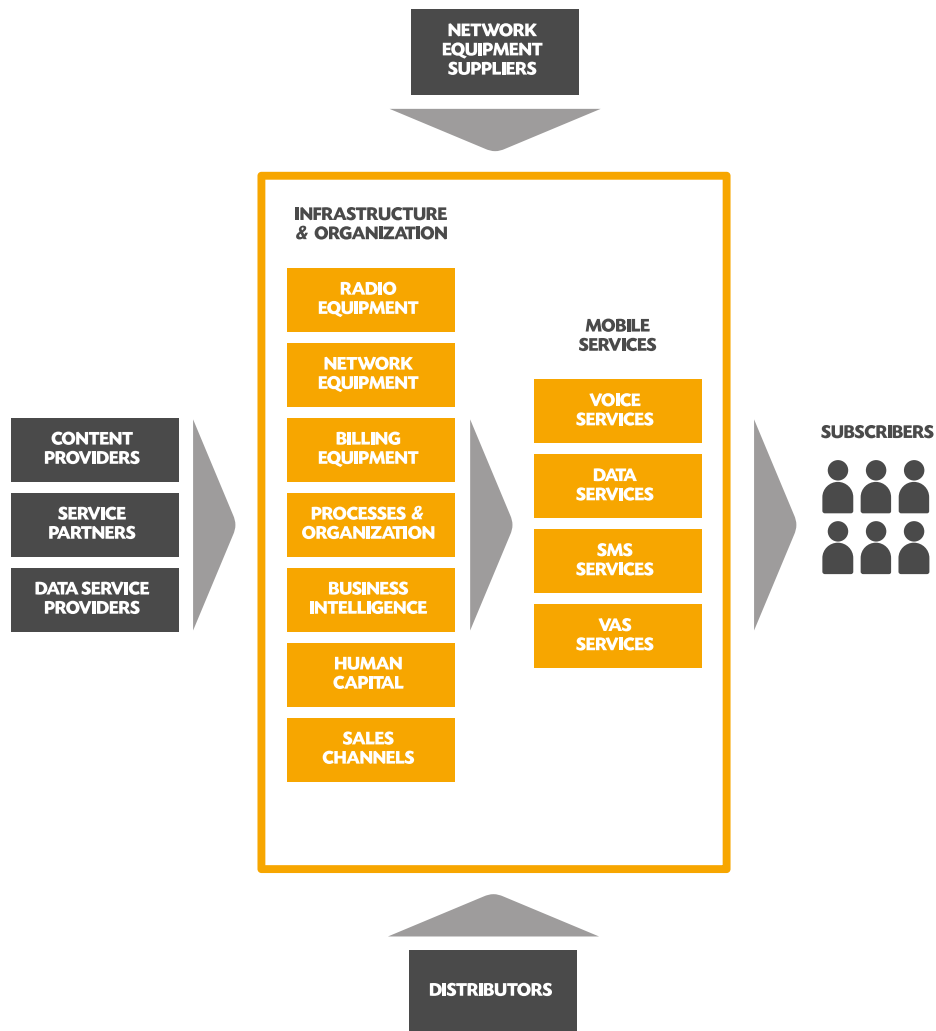 NETWORK
EQUIPMENT
SUPPLIERS
INFRASTRUCTURE
& ORGANIZATION
RADIO
EQUIPMENT
NETWORK
EQUIPMENT
BILLING
EQUIPMENT
PROCESSES &
ORGANIZATION
BUSINESS
INTELLIGENCE
HUMAN
CAPITAL
SALES
CHANNELS
MOBILE
SERVICES
VOICE
SERVICES
DATA
SERVICES
SMS
SERVICES
VAS
SERVICES
CONTENT
PROVIDERS
SERVICE
PARTNERS
DATA SERVICE
PROVIDERS
SUBSCRIBERS
DISTRIBUTORS